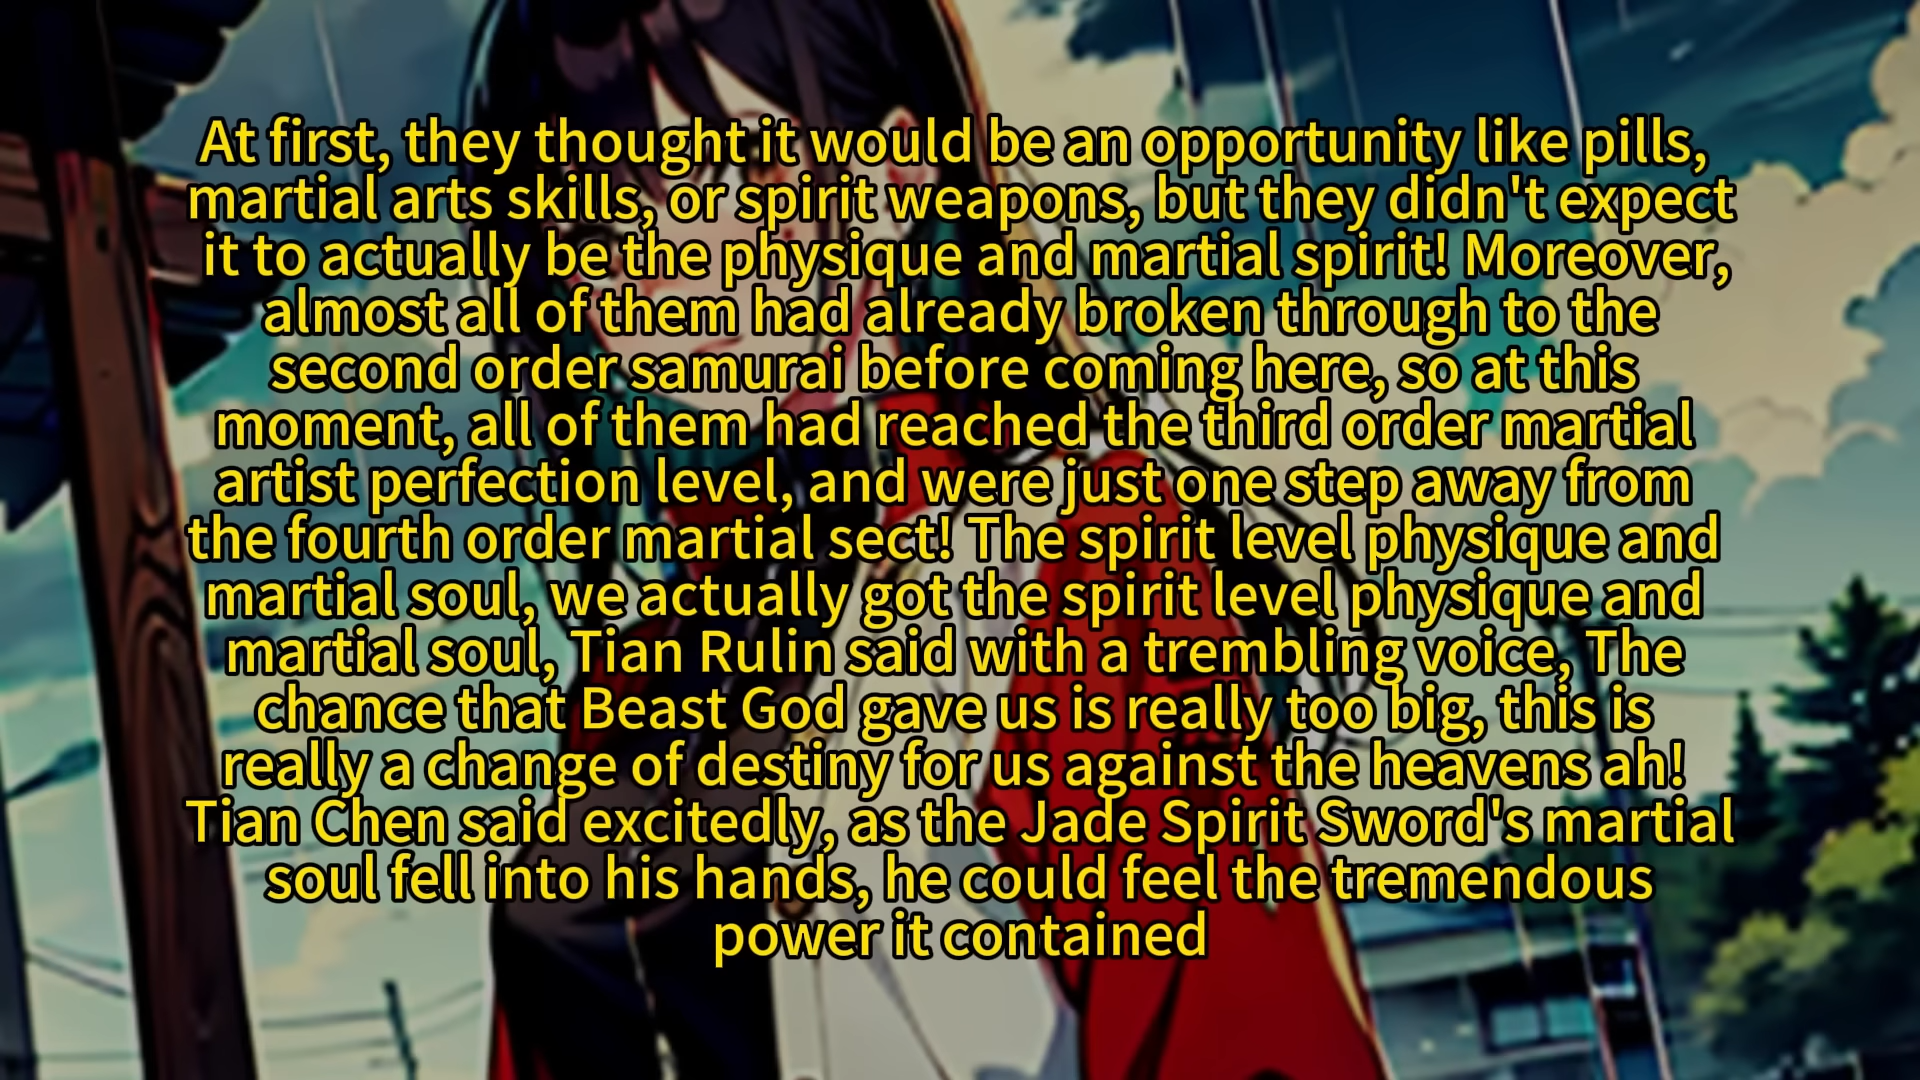 At first, they thought it would be an opportunity like pills,
martial arts skills, or spirit weapons, but they didn't expect
it to actually be the physique and martial spirit! Moreover,
almost all of them had already broken through to the
second order samurai before coming here, so at this
moment, all of them had reached the third order martial
artist perfection level, and were just one step away from
the fourth order martial sect! The spirit level physique and
martial soul, we actually got the spirit level physique and
martial soul, Tian Rulin said with a trembling voice, The
chance that Beast God gave us is really too big, this is
really a change of destiny for us against the heavens ah!
Tian Chen said excitedly, as the Jade Spirit Sword's martial
soul fell into his hands, he could feel the tremendous
power it contained